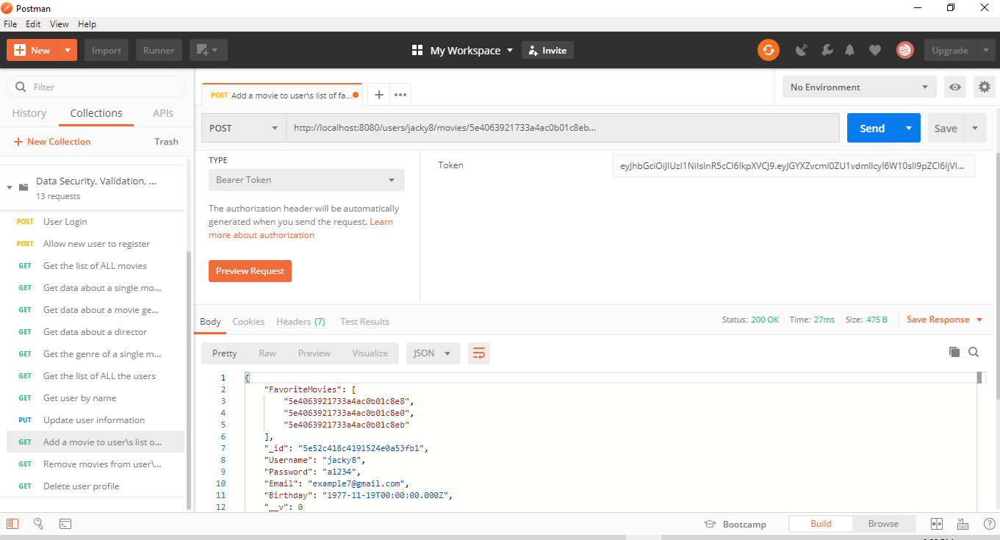 Postman
File Edit View Help
New Import Runner My Workspace Invite Upgrade
Filter
History Collections APIs
New Collection Trash
Data Security, Validation, ...
13 requests
POST User Login
POST Allow new user to register
GET Get the list of ALL movies
GET Get data about a single mo...
GET Get data about a movie ge...
GET Get data about a director
GET Get the genre of a single m...
GET Get the list of ALL the users
GET Get user by name
PUT Update user information
GET Add a movie to user\s list o...
GET Remove movies from user\...
GET Delete user profile
POST Add a movie to user\s list of fa...
No Environment
POST http://localhost:8080/users/jacky8/movies/5e4063921733a4ac0b01c8eb... Send Save
TYPE
Bearer Token
The authorization header will be automatically
generated when you send the request. Learn
more about authorization
Preview Request
Token
Body Cookies Headers (7) Test Results Status: 200 OK Time: 27ms Size: 475 B Save Response
Pretty Raw Preview Visualize JSON
1 {
2 "FavoriteMovies": [
3 "5e4063921733a4ac0b01c8e8",
4 "5e4063921733a4ac0b01c8e0",
5 "5e4063921733a4ac0b01c8eb"
6 ],
7 "_id": "5e52c418c4191524e0a53fb1",
8 "Username": "jacky8",
9 "Password": "a1234",
10 "Email": "example7@gmail.com",
11 "Birthday": "1977-11-19T00:00:00.000Z",
12 "__v": 0
Bootcamp Build Browse